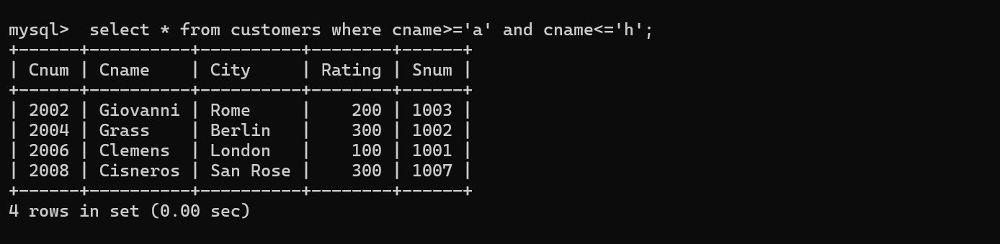 mysql>  select * from customers where cname>='a' and cname<='h';
+------+----------+----------+--------+------+
| Cnum | Cname    | City     | Rating | Snum |
+------+----------+----------+--------+------+
| 2002 | Giovanni | Rome     |    200 | 1003 |
| 2004 | Grass    | Berlin   |    300 | 1002 |
| 2006 | Clemens  | London   |    100 | 1001 |
| 2008 | Cisneros | San Rose |    300 | 1007 |
+------+----------+----------+--------+------+
4 rows in set (0.00 sec)